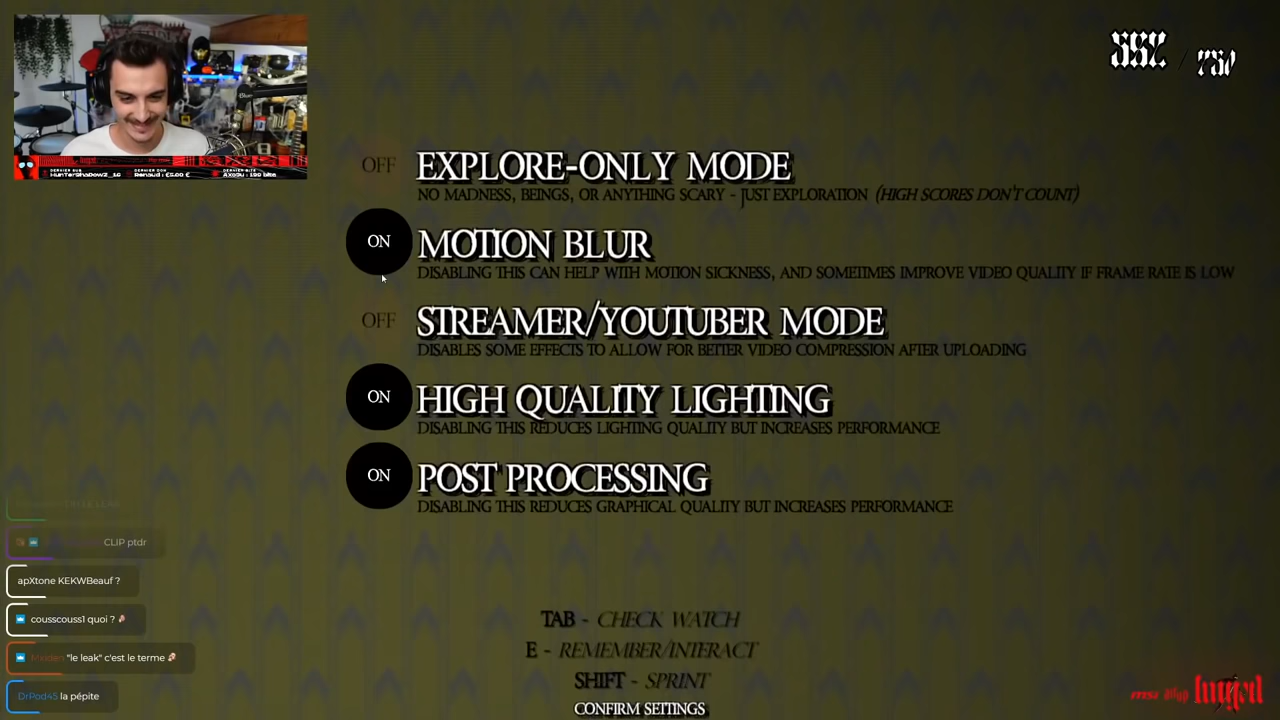 OFF EXPLORE-ONLY MODE
NO MADNESS, BEINGS, OR ANYTHING SCARY - JUST EXPLORATION (HIGH SCORES DON'T COUNT)
ON MOTION BLUR
DISABLING THIS CAN HELP WITH MOTION SICKNESS, AND SOMETIMES IMPROVE VIDEO QUALITY IF FRAME RATE IS LOW
OFF STREAMER/YOUTUBER MODE
DISABLES SOME EFFECTS TO ALLOW FOR BETTER VIDEO COMPRESSION AFTER UPLOADING
ON HIGH QUALITY LIGHTING
DISABLING THIS REDUCES LIGHTING QUALITY BUT INCREASES PERFORMANCE
ON POST PROCESSING
DISABLING THIS REDUCES GRAPHICAL QUALITY BUT INCREASES PERFORMANCE
CLIP ptdr
apXtone KEKWBeauf ?
cousscouss1 quoi ?
"le leak" c'est le terme
DrPod45 la pépite
TAB - CHECK WATCH
E - REMEMBER/INTERACT
SHIFT - SPRINT
CONFIRM SETTINGS